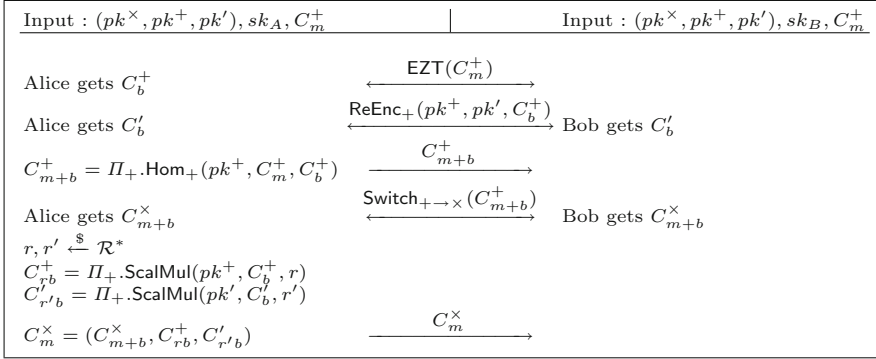 Input : (pk^×, pk^+, pk′), sk_A, C_m^+ Input : (pk^×, pk^+, pk′), sk_B, C_m^+
Alice gets C_b^+ EZT(C_m^+)
Alice gets C′_b ReEnc_+(pk^+, pk′, C_b^+) Bob gets C′_b
C_{m+b}^+ = Π_+.Hom_+(pk^+, C_m^+, C_b^+) C_{m+b}^+
Alice gets C_{m+b}^× Switch_{+→×}(C_{m+b}^+) Bob gets C_{m+b}^×
r, r′ ←$ R^*
C_{rb}^+ = Π_+.ScalMul(pk^+, C_b^+, r)
C′_{r′b} = Π_+.ScalMul(pk′, C′_b, r′)
C_m^× = (C_{m+b}^×, C_{rb}^+, C′_{r′b}) C_m^×